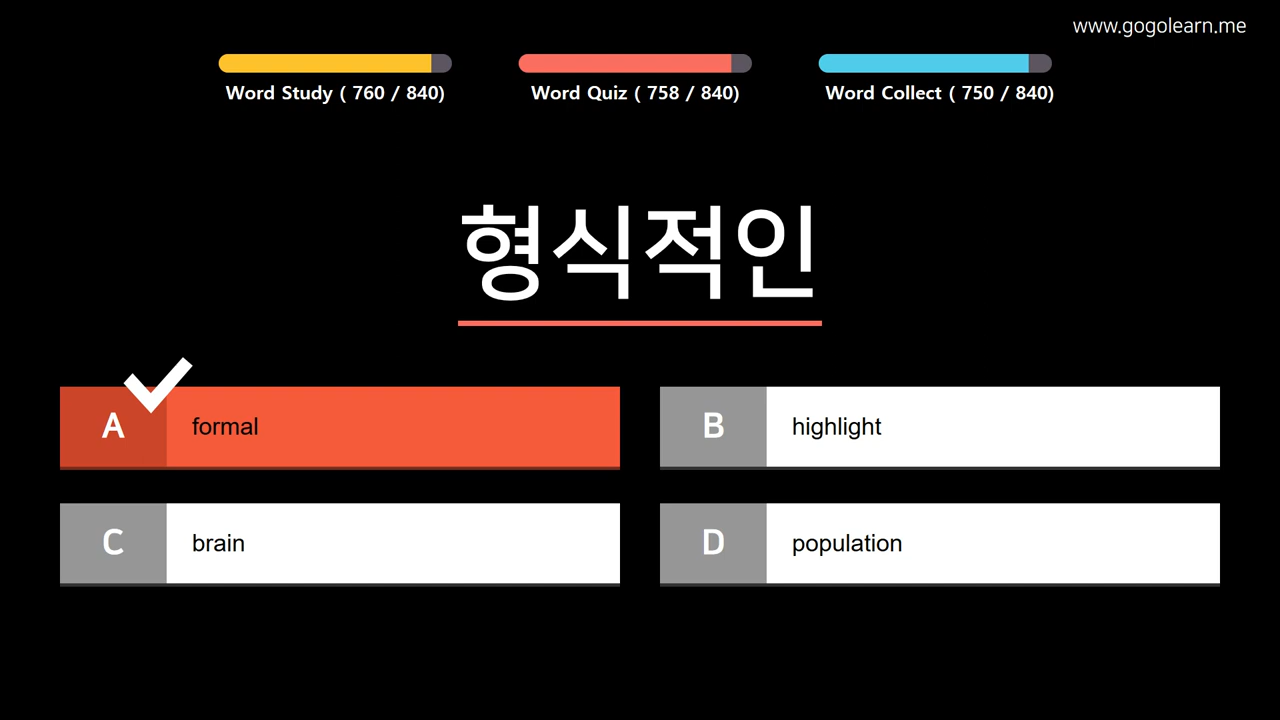 www.gogolearn.me
Word Study ( 760 / 840)
Word Quiz ( 758 / 840)
Word Collect ( 750 / 840)
형식적인
A formal
B highlight
C brain
D population